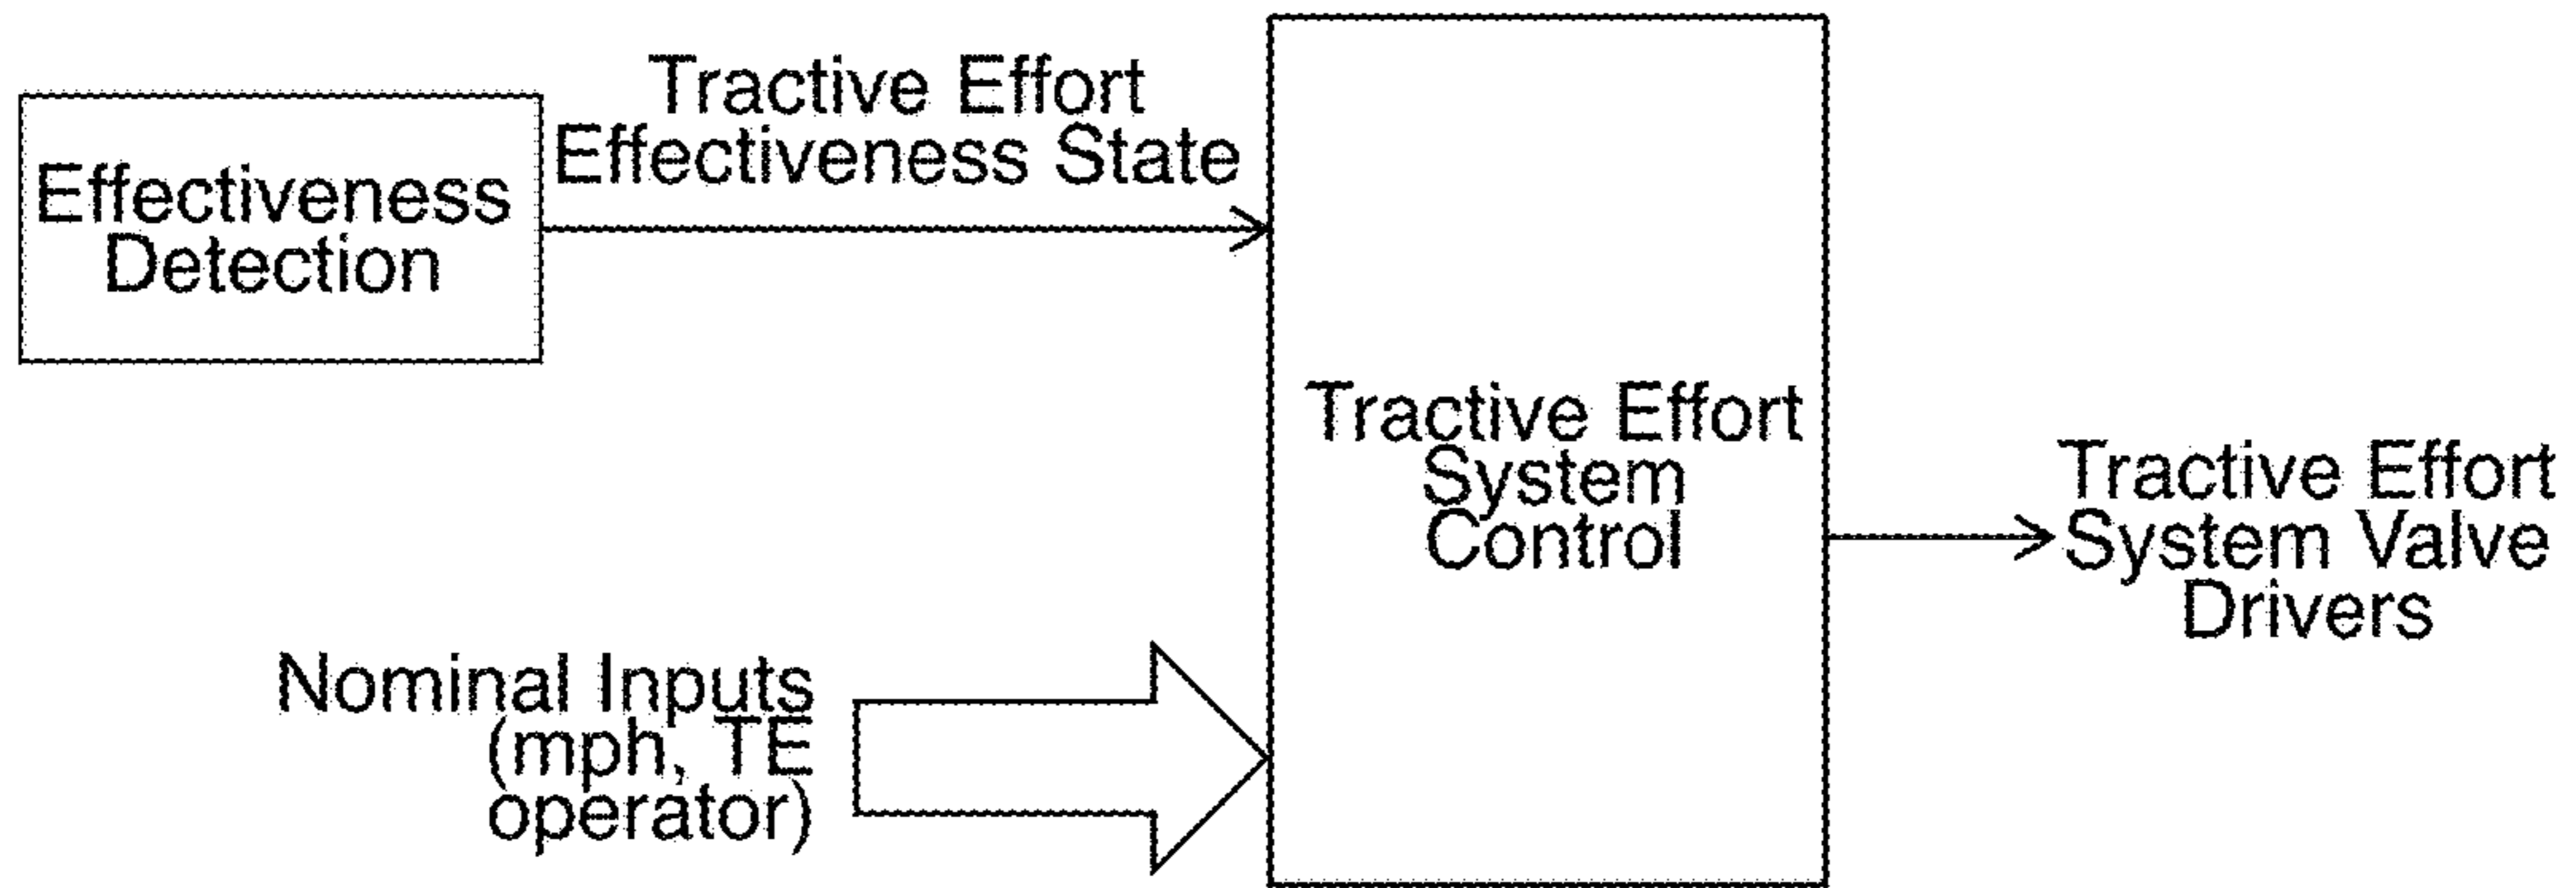 Tractive Effort
Effectiveness State
Effectiveness
Detection
Tractive Effort
System
Control
Tractive Effort
System Valve
Drivers
Nominal Inputs
(mph, TE
operator)